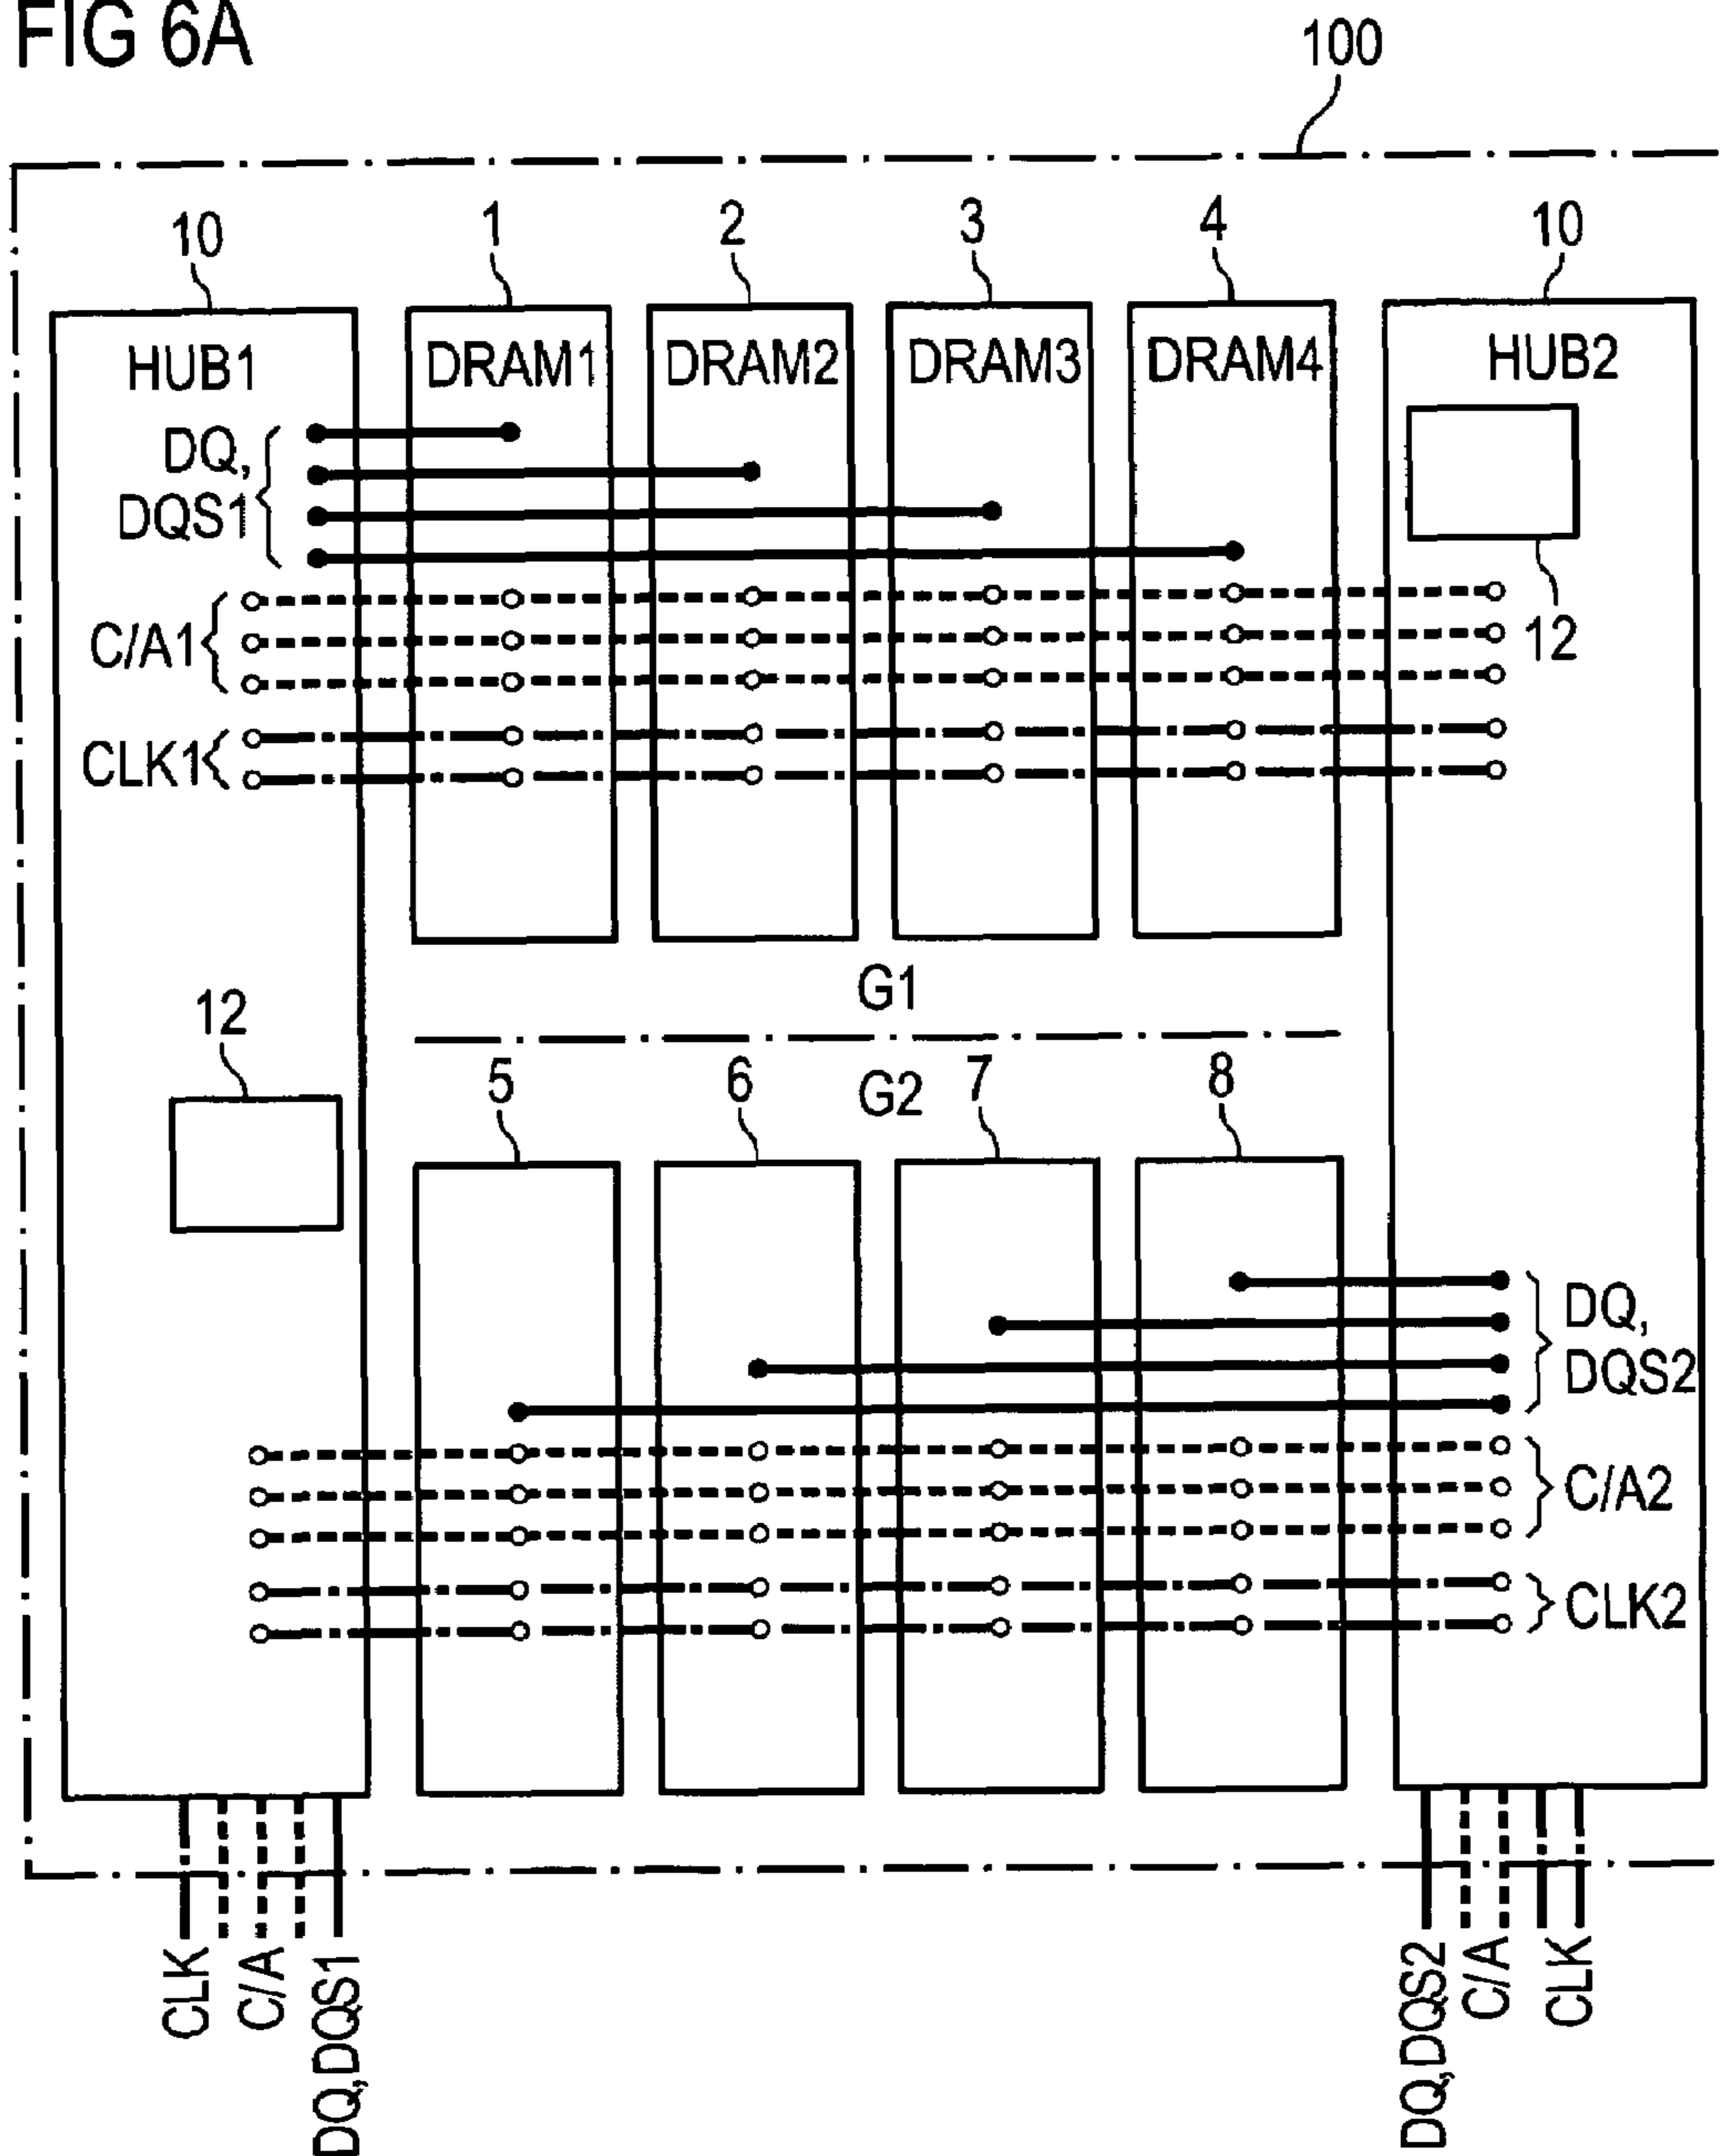 FIG 6A
100
10
1
2
3
4
10
HUB1
DRAM1
DRAM2
DRAM3
DRAM4
HUB2
DQ,
DQS1
12
C/A1
CLK1
G1
12
5
6
G2
7
8
DQ,
DQS2
C/A2
CLK2
CLK
C/A
DQ,DQS1
DQ,DQS2
C/A
CLK